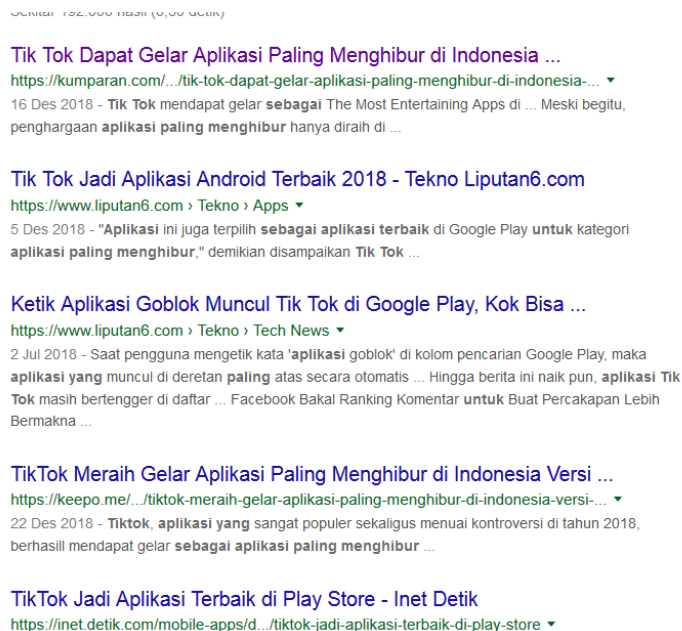 Sekitar 192.000 hasil (0,50 detik)
Tik Tok Dapat Gelar Aplikasi Paling Menghibur di Indonesia ...
https://kumparan.com/.../tik-tok-dapat-gelar-aplikasi-paling-menghibur-di-indonesia-... ▼
16 Des 2018 - Tik Tok mendapat gelar sebagai The Most Entertaining Apps di ... Meski begitu,
penghargaan aplikasi paling menghibur hanya diraih di ...
Tik Tok Jadi Aplikasi Android Terbaik 2018 - Tekno Liputan6.com
https://www.liputan6.com › Tekno › Apps ▼
5 Des 2018 - "Aplikasi ini juga terpilih sebagai aplikasi terbaik di Google Play untuk kategori
aplikasi paling menghibur," demikian disampaikan Tik Tok ...
Ketik Aplikasi Goblok Muncul Tik Tok di Google Play, Kok Bisa ...
https://www.liputan6.com › Tekno › Tech News ▼
2 Jul 2018 - Saat pengguna mengetik kata 'aplikasi goblok' di kolom pencarian Google Play, maka
aplikasi yang muncul di deretan paling atas secara otomatis ... Hingga berita ini naik pun, aplikasi Tik
Tok masih bertengger di daftar ... Facebook Bakal Ranking Komentar untuk Buat Percakapan Lebih
Bermakna ...
TikTok Meraih Gelar Aplikasi Paling Menghibur di Indonesia Versi ...
https://keepo.me/.../tiktok-meraih-gelar-aplikasi-paling-menghibur-di-indonesia-versi-... ▼
22 Des 2018 - Tiktok, aplikasi yang sangat populer sekaligus menuai kontroversi di tahun 2018,
berhasill mendapat gelar sebagai aplikasi paling menghibur ...
TikTok Jadi Aplikasi Terbaik di Play Store - Inet Detik
https://inet.detik.com/mobile-apps/d.../tiktok-jadi-aplikasi-terbaik-di-play-store ▼